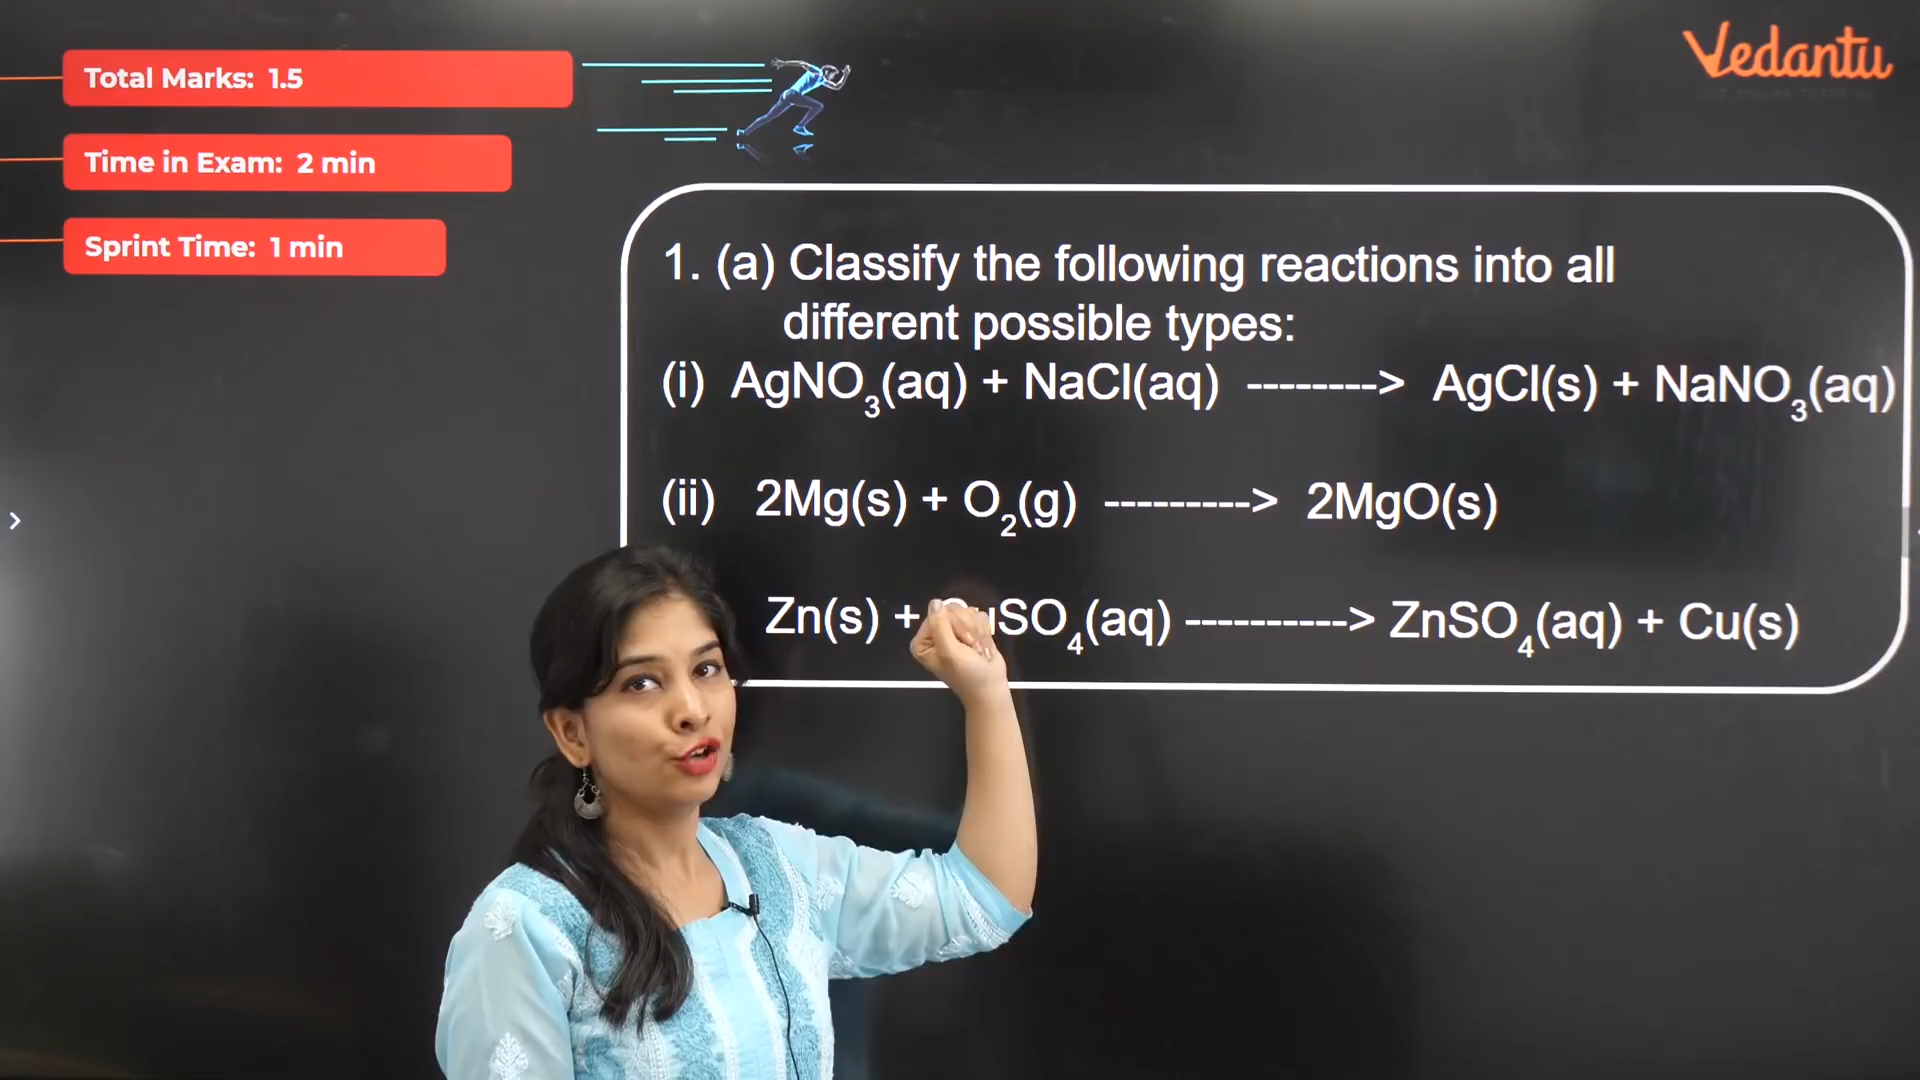 Total Marks: 1.5
Time in Exam: 2 min
Sprint Time: 1 min
Vedantu
1. (a) Classify the following reactions into all
different possible types:
(i) AgNO₃(aq) + NaCl(aq) --------> AgCl(s) + NaNO₃(aq)
(ii) 2Mg(s) + O₂(g) ---------> 2MgO(s)
Zn(s) + CuSO₄(aq) ----------> ZnSO₄(aq) + Cu(s)